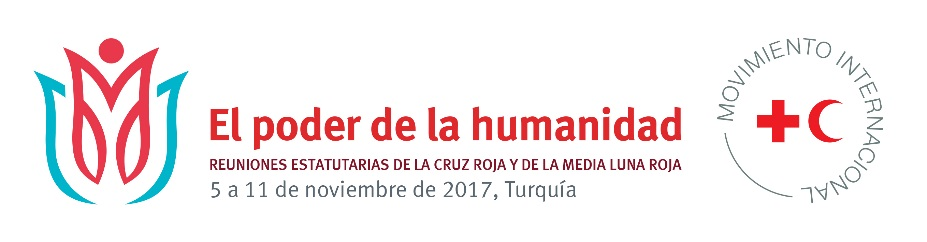 El poder de la humanidad
REUNIONES ESTATUTARIAS DE LA CRUZ ROJA Y DE LA MEDIA LUNA ROJA
5 a 11 de noviembre de 2017, Turquía
MOVIMIENTO INTERNACIONAL